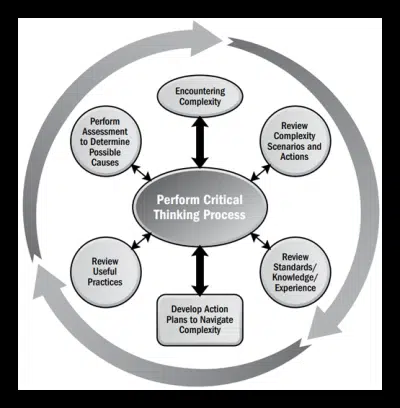 Encountering
Complexity
Perform
Assessment
to Determine
Possible
Causes
Review
Complexity
Scenarios and
Actions
Perform Critical
Thinking Process
Review
Useful
Practices
Review
Standards/
Knowledge/
Experience
Develop Action
Plans to Navigate
Complexity